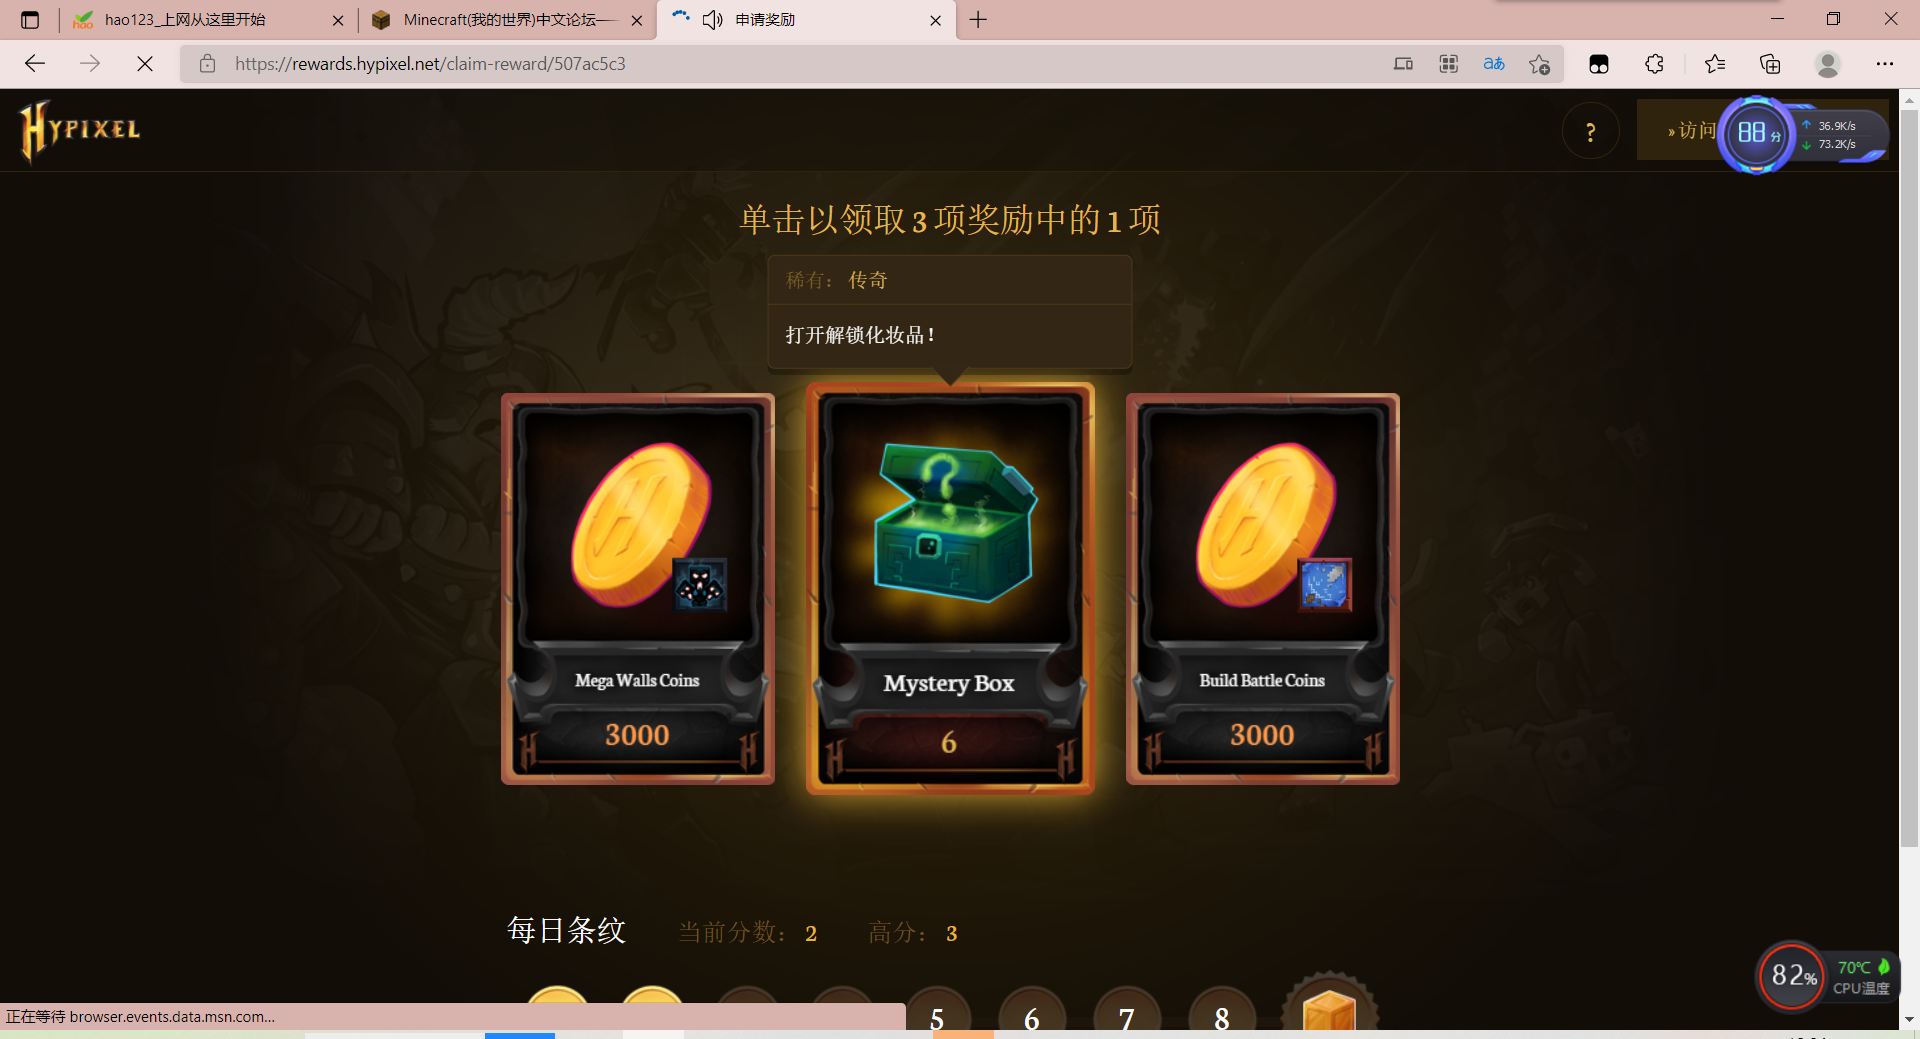 hao123_上网从这里开始
Minecraft(我的世界)中文论坛—
申请奖励
https://rewards.hypixel.net/claim-reward/507ac5c3
HYPIXEL
?
» 访问
88分
36.9K/s
73.2K/s
单击以领取 3 项奖励中的 1 项
稀有： 传奇
打开解锁化妆品！
Mega Walls Coins
3000
Mystery Box
6
Build Battle Coins
3000
每日条纹 当前分数： 2 高分： 3
5 6 7 8
82%
70℃
CPU温度
正在等待 browser.events.data.msn.com...